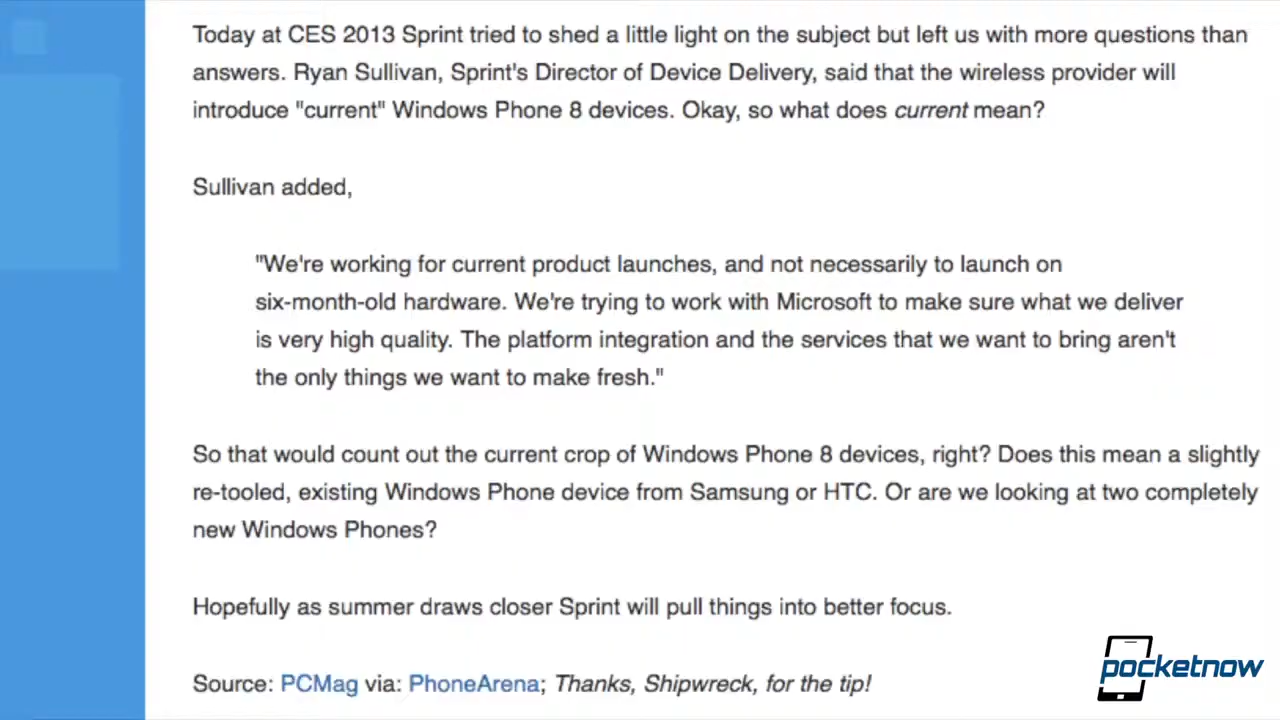 Today at CES 2013 Sprint tried to shed a little light on the subject but left us with more questions than
answers. Ryan Sullivan, Sprint's Director of Device Delivery, said that the wireless provider will
introduce "current" Windows Phone 8 devices. Okay, so what does current mean?
Sullivan added,
"We're working for current product launches, and not necessarily to launch on
six-month-old hardware. We're trying to work with Microsoft to make sure what we deliver
is very high quality. The platform integration and the services that we want to bring aren't
the only things we want to make fresh."
So that would count out the current crop of Windows Phone 8 devices, right? Does this mean a slightly
re-tooled, existing Windows Phone device from Samsung or HTC. Or are we looking at two completely
new Windows Phones?
Hopefully as summer draws closer Sprint will pull things into better focus.
Source: PCMag via: PhoneArena; Thanks, Shipwreck, for the tip!
pocketnow